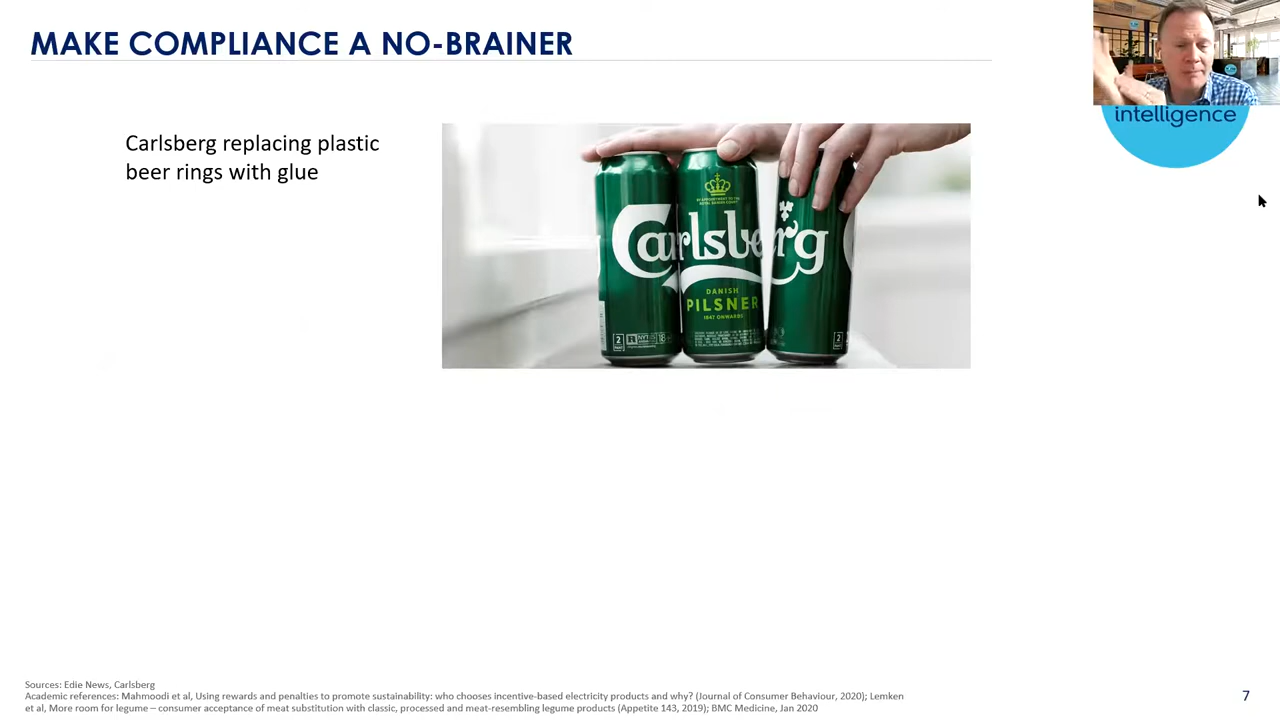 MAKE COMPLIANCE A NO-BRAINER
intelligence
Carlsberg replacing plastic
beer rings with glue
Carlsberg
DANISH
PILSNER
1847 ONWARDS
Sources: Edie News, Carlsberg
Academic references: Mahmoodi et al, Using rewards and penalties to promote sustainability: who chooses incentive-based electricity products and why? (Journal of Consumer Behaviour, 2020); Lemken
et al, More room for legume – consumer acceptance of meat substitution with classic, processed and meat-resembling legume products (Appetite 143, 2019); BMC Medicine, Jan 2020
7